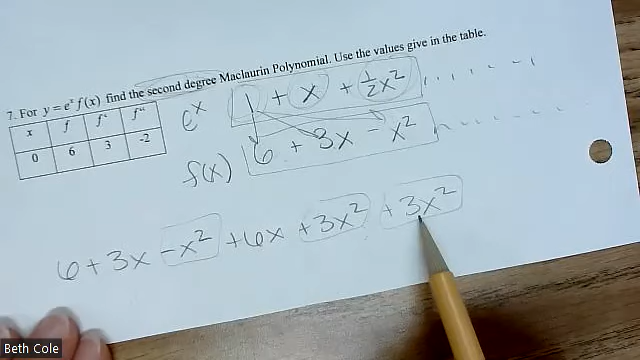 7. For y = e^x f(x) find the second degree Maclaurin Polynomial. Use the values give in the table.
x f f' f''
0 6 3 -2
e^x 1 + x + 1/2 x^2
f(x) 6 + 3x - x^2
6 + 3x - x^2 + 6x + 3x^2 + 3x^2
Beth Cole